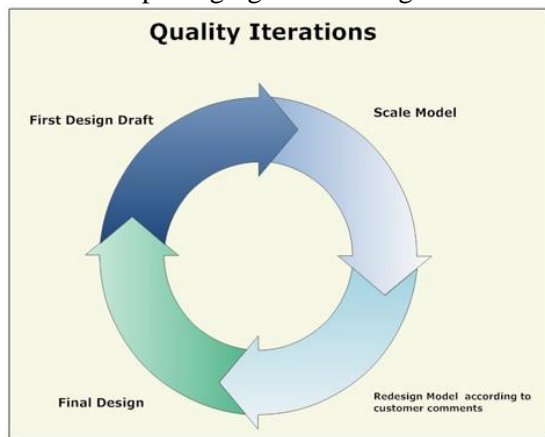 Quality Iterations
First Design Draft
Scale Model
Final Design
Redesign Model according to
customer comments